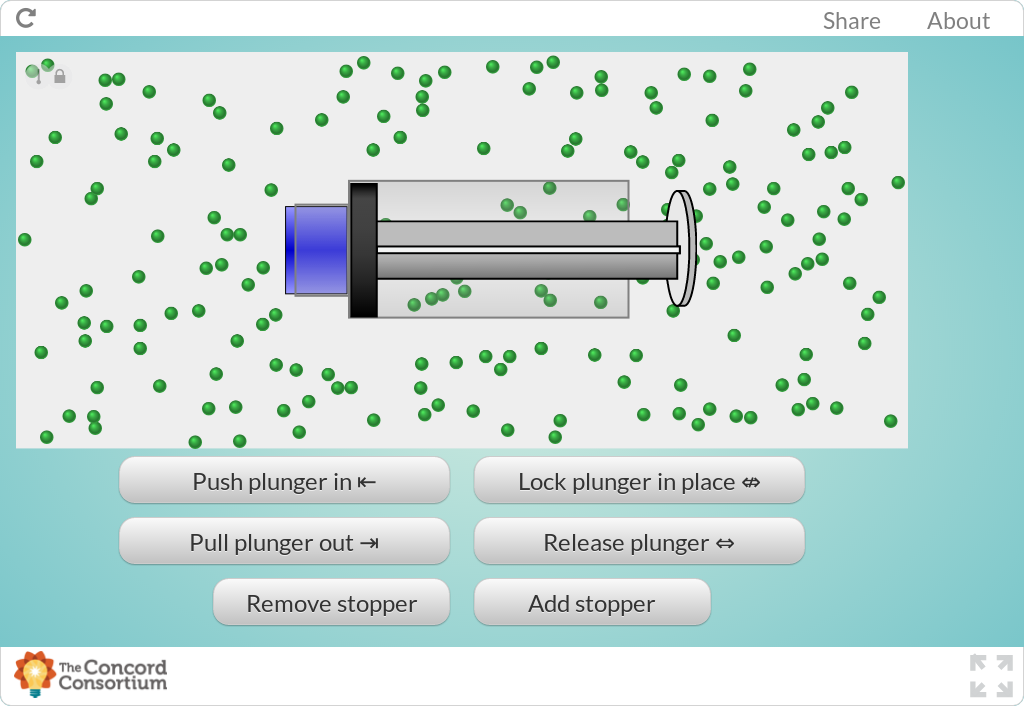 Share About
Push plunger in ⇤ Lock plunger in place ⇎
Pull plunger out ⇥ Release plunger ⇔
Remove stopper Add stopper
The Concord
Consortium